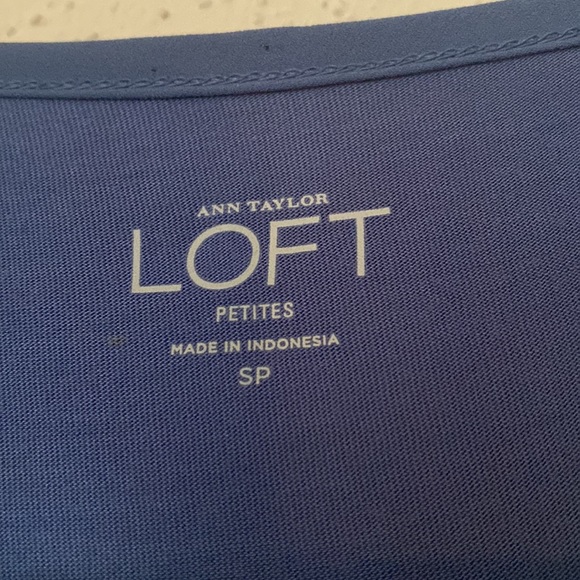 ANN TAYLOR
LOFT
PETITES
MADE IN INDONESIA
SP